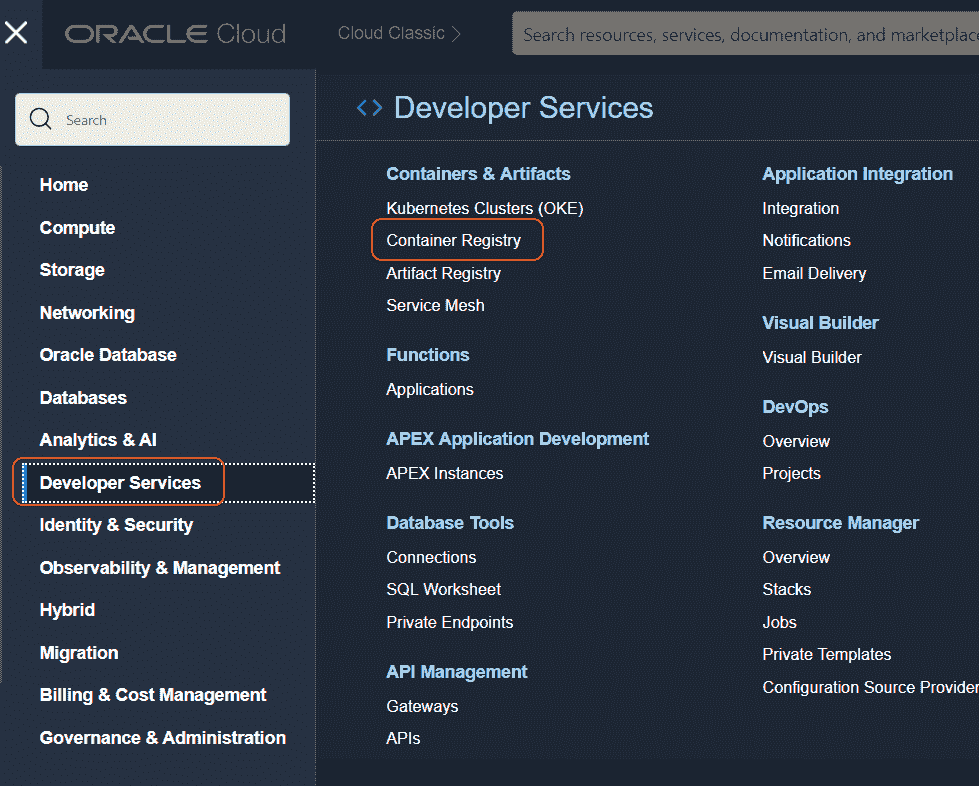 ORACLE Cloud
Cloud Classic
Search resources, services, documentation, and marketplace
Search
Home
Compute
Storage
Networking
Oracle Database
Databases
Analytics & AI
Developer Services
Identity & Security
Observability & Management
Hybrid
Migration
Billing & Cost Management
Governance & Administration
Developer Services
Containers & Artifacts
Kubernetes Clusters (OKE)
Container Registry
Artifact Registry
Service Mesh
Functions
Applications
APEX Application Development
APEX Instances
Database Tools
Connections
SQL Worksheet
Private Endpoints
API Management
Gateways
APIs
Application Integration
Integration
Notifications
Email Delivery
Visual Builder
Visual Builder
DevOps
Overview
Projects
Resource Manager
Overview
Stacks
Jobs
Private Templates
Configuration Source Provider